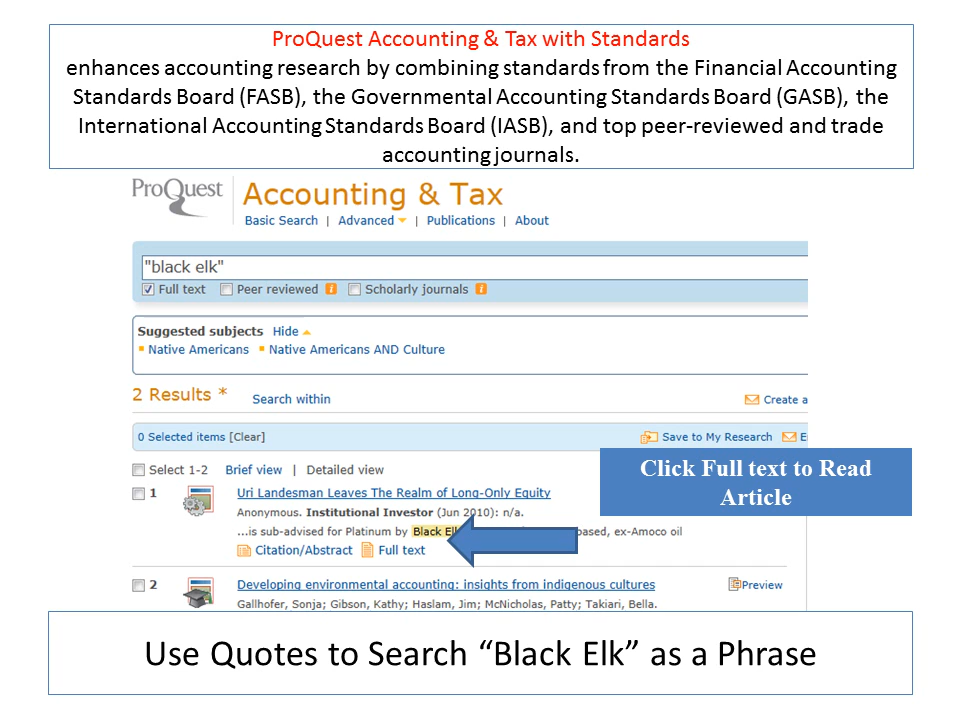 ProQuest Accounting & Tax with Standards
enhances accounting research by combining standards from the Financial Accounting
Standards Board (FASB), the Governmental Accounting Standards Board (GASB), the
International Accounting Standards Board (IASB), and top peer-reviewed and trade
accounting journals.
ProQuest
Accounting & Tax
Basic Search | Advanced | Publications | About
"black elk"
Full text Peer reviewed i Scholarly journals i
Suggested subjects Hide
Native Americans Native Americans AND Culture
2 Results * Search within
Create a
0 Selected items [Clear] Save to My Research E
Click Full text to Read
Article
Select 1-2 Brief view | Detailed view
1 Uri Landesman Leaves The Realm of Long-Only Equity
Anonymous. Institutional Investor (Jun 2010): n/a.
...is sub-advised for Platinum by Black El ased, ex-Amoco oil
Citation/Abstract Full text
2 Developing environmental accounting: insights from indigenous cultures Preview
Gallhofer, Sonja; Gibson, Kathy; Haslam, Jim; McNicholas, Patty; Takiari, Bella.
Use Quotes to Search “Black Elk” as a Phrase